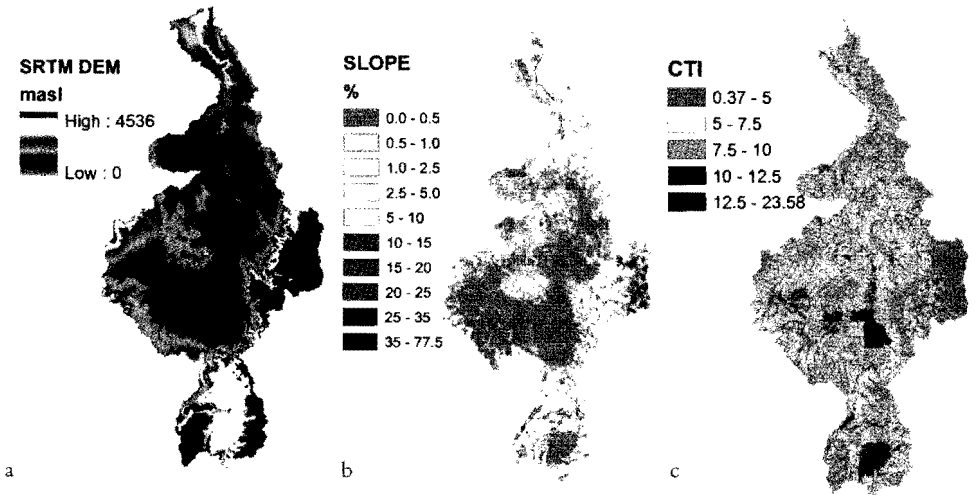 SRTM DEM
masl
High : 4536
Low : 0
a
SLOPE
%
0.0 - 0.5
0.5 - 1.0
1.0 - 2.5
2.5 - 5.0
5 - 10
10 - 15
15 - 20
20 - 25
25 - 35
35 - 77.5
b
CTI
0.37 - 5
5 - 7.5
7.5 - 10
10 - 12.5
12.5 - 23.58
c